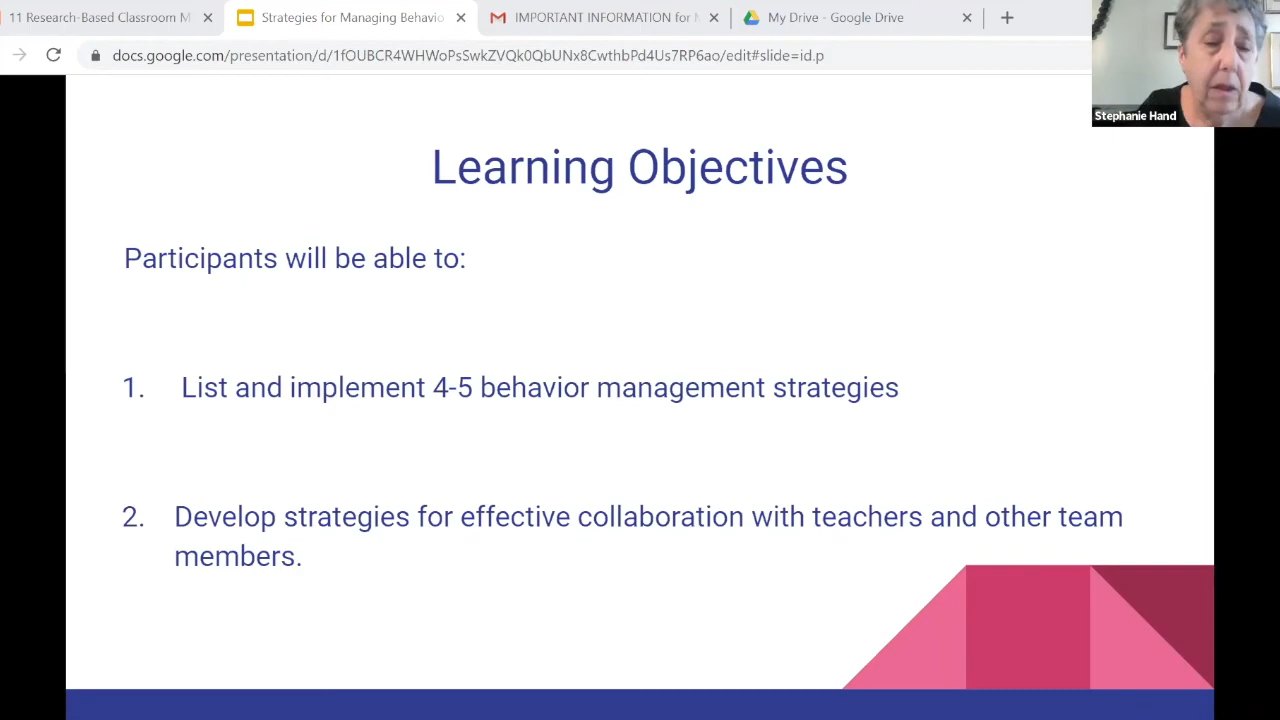 11 Research-Based Classroom M
Strategies for Managing Behavio
IMPORTANT INFORMATION for
My Drive - Google Drive
docs.google.com/presentation/d/1fOUBCR4WHWoPsSwkZVQk0QbUNx8CwthbPd4Us7RP6ao/edit#slide=id.p
Stephanie Hand
Learning Objectives
Participants will be able to:
1. List and implement 4-5 behavior management strategies
2. Develop strategies for effective collaboration with teachers and other team
members.